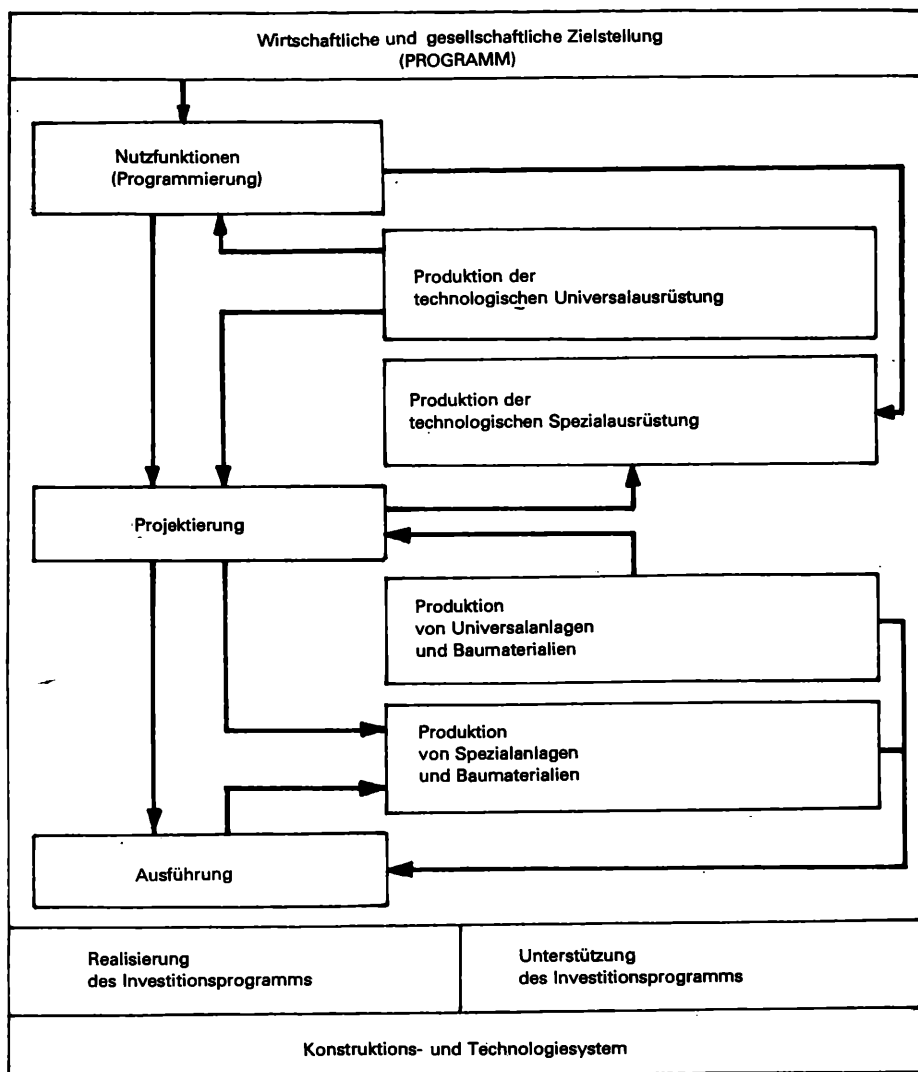 Wirtschaftliche und gesellschaftliche Zielstellung
(PROGRAMM)
Nutzfunktionen
(Programmierung)
Produktion der
technologischen Universalausrüstung
Produktion der
technologischen Spezialausrüstung
Projektierung
Produktion
von Universalanlagen
und Baumaterialien
Produktion
von Spezialanlagen
und Baumaterialien
Ausführung
Realisierung
des Investitionsprogramms
Unterstützung
des Investitionsprogramms
Konstruktions- und Technologiesystem